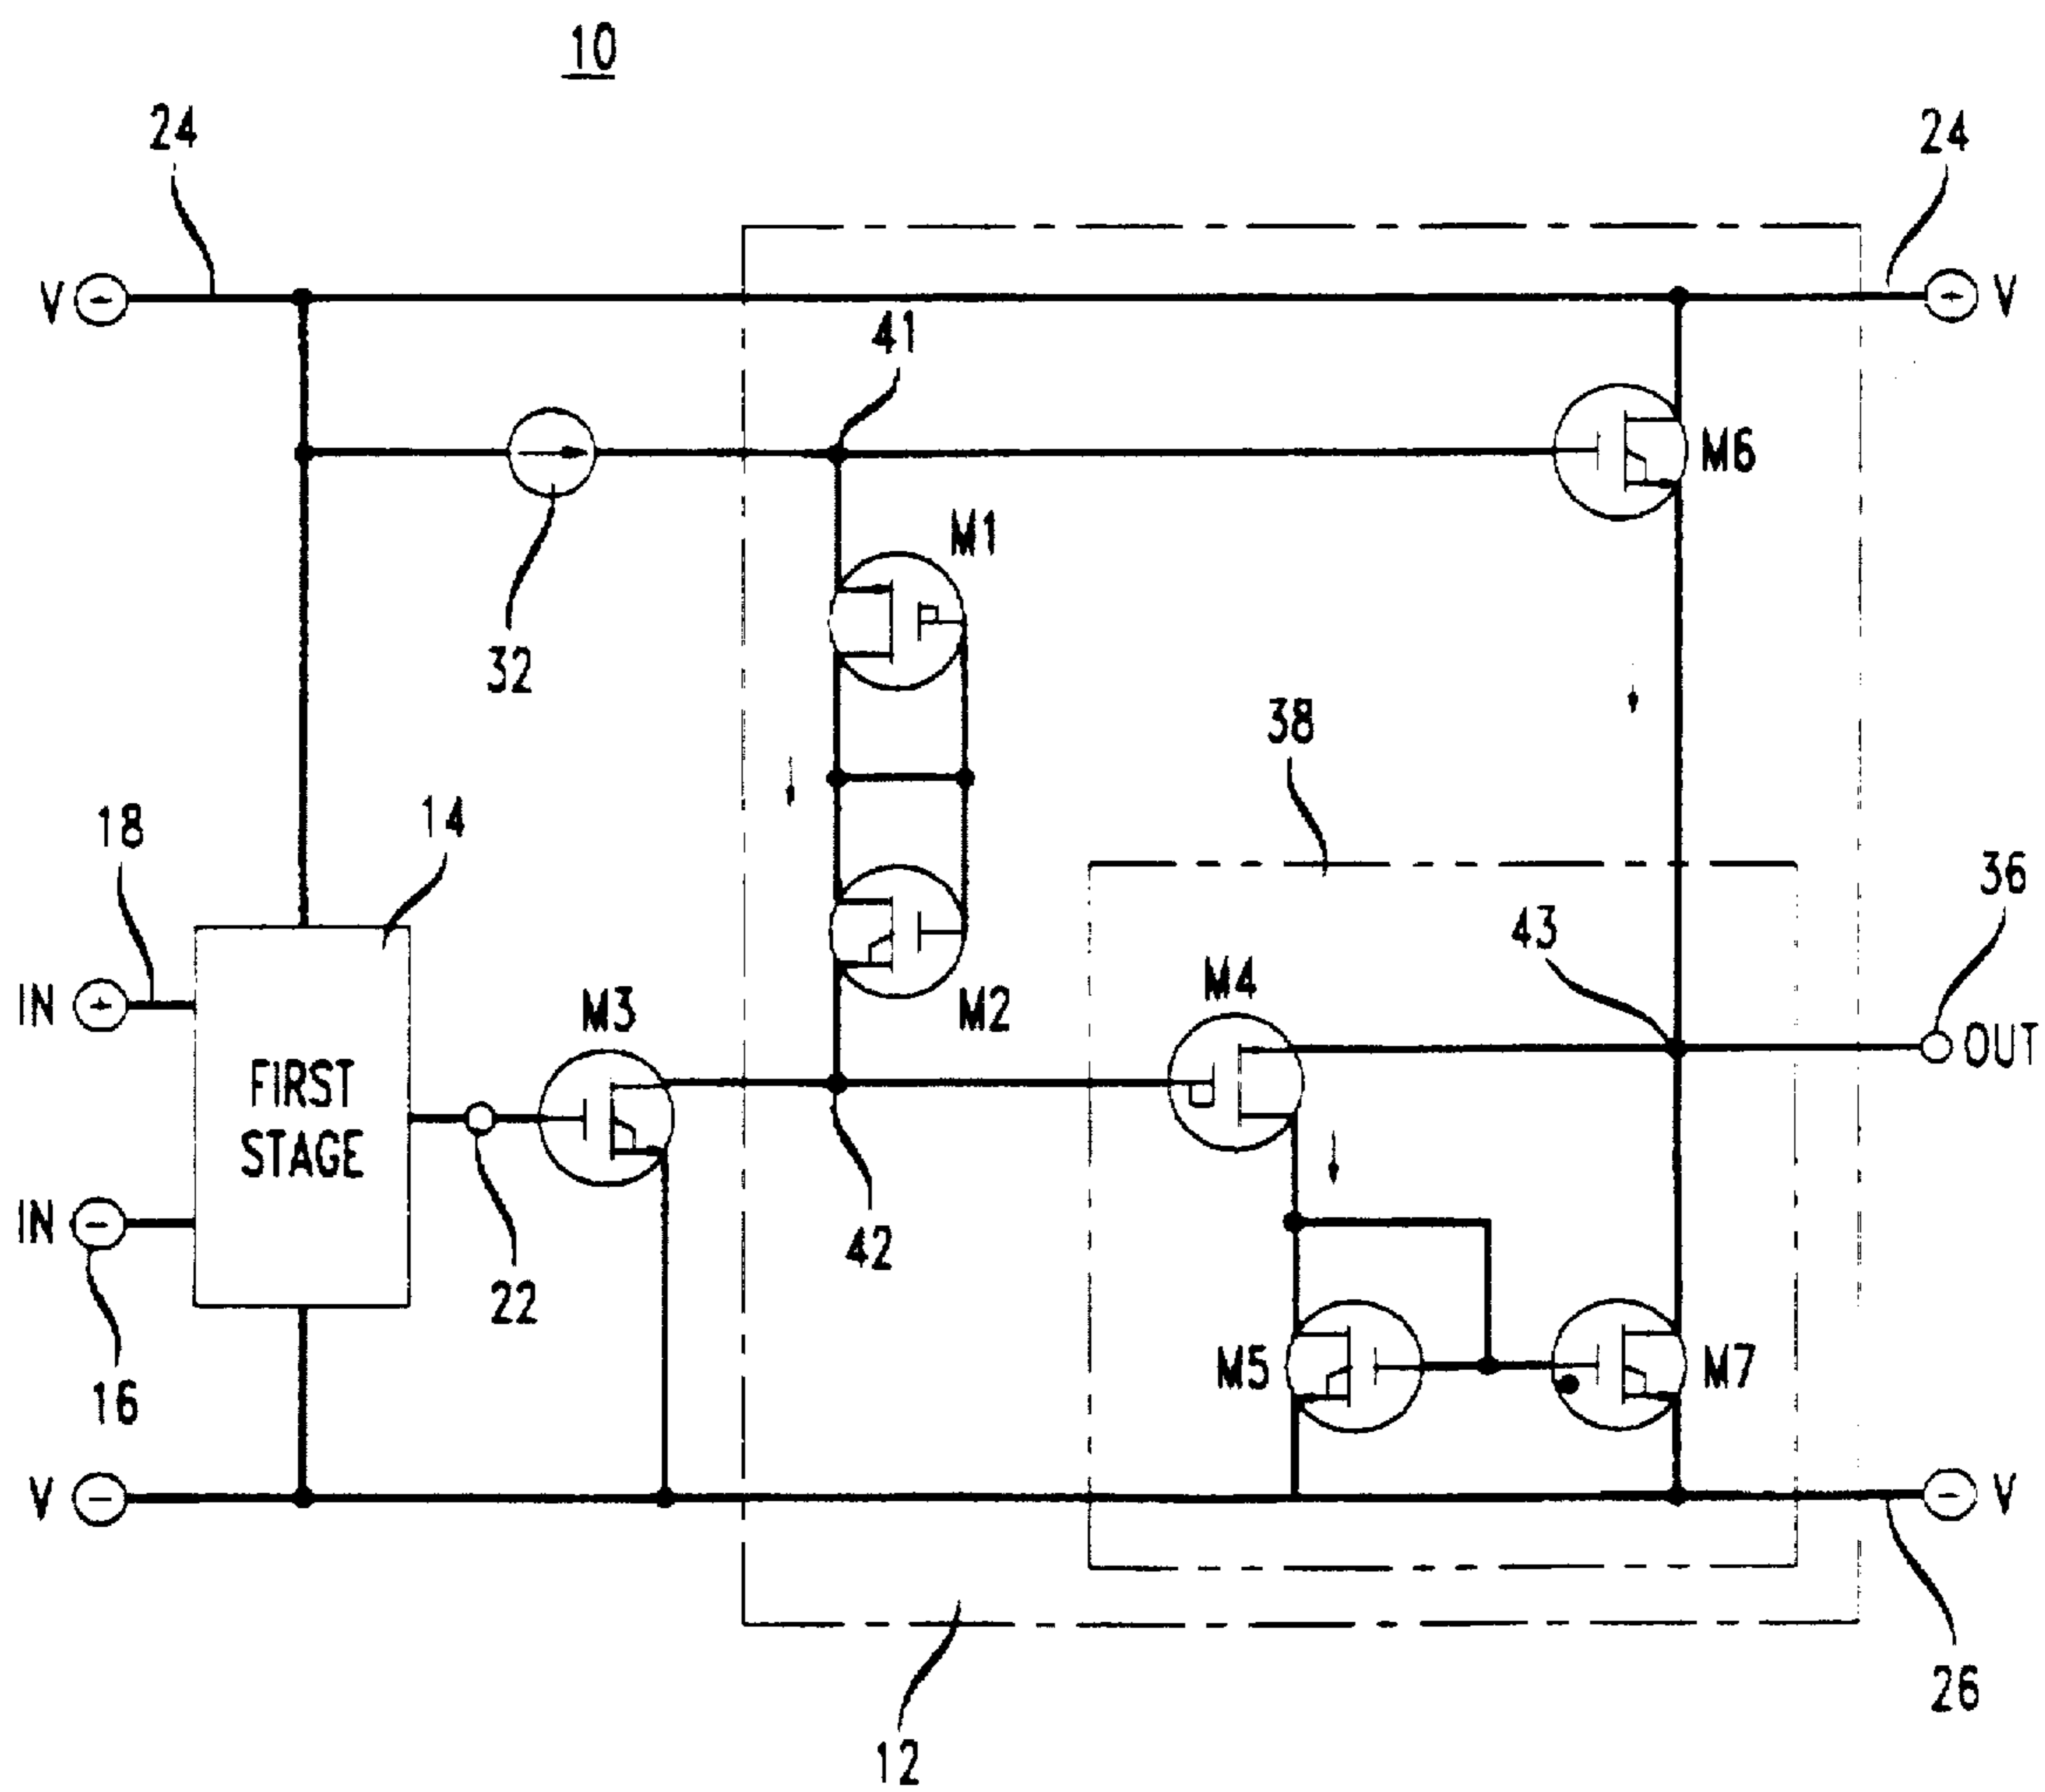 10
24
24
V
+ V
41
M6
M1
32
38
18
14
36
43
IN +
M4
M3
M2
OUT
FIRST
STAGE
42
IN -
22
M5
M7
16
V -
- V
26
12